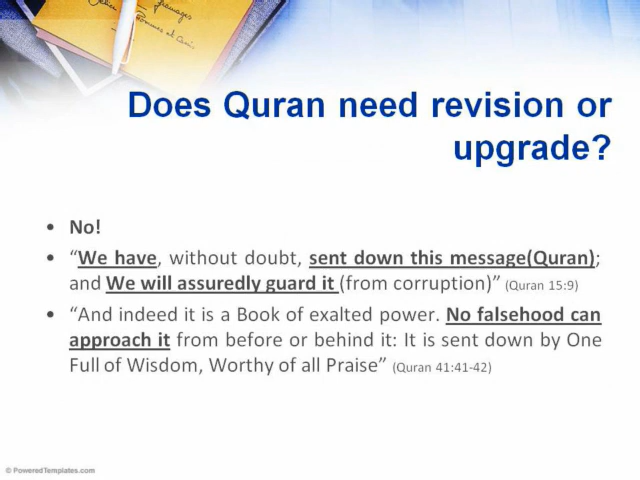 Does Quran need revision or
upgrade?
• No!
• “We have, without doubt, sent down this message(Quran);
and We will assuredly guard it (from corruption)” (Quran 15:9)
• “And indeed it is a Book of exalted power. No falsehood can
approach it from before or behind it: It is sent down by One
Full of Wisdom, Worthy of all Praise” (Quran 41:41-42)
© PoweredTemplates.com